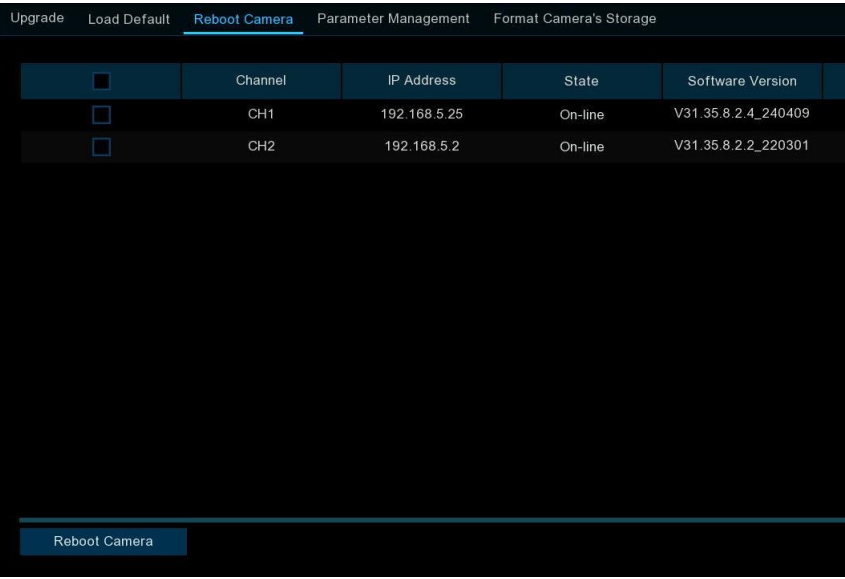 Upgrade Load Default Reboot Camera Parameter Management Format Camera's Storage
Channel IP Address State Software Version
CH1 192.168.5.25 On-line V31.35.8.2.4_240409
CH2 192.168.5.2 On-line V31.35.8.2.2_220301
Reboot Camera